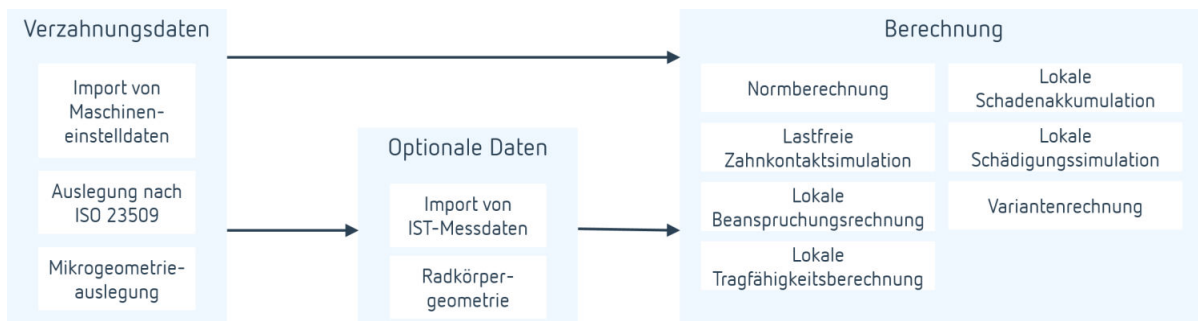 Verzahnungsdaten
Import von
Maschinen-
einstelldaten
Auslegung nach
ISO 23509
Mikrogeometrie-
auslegung
Optionale Daten
Import von
IST-Messdaten
Radkörper-
geometrie
Berechnung
Normberechnung
Lastfreie
Zahnkontaktsimulation
Lokale
Beanspruchungsrechnung
Lokale
Tragfähigkeitsberechnung
Lokale
Schadenakkumulation
Lokale
Schädigungssimulation
Variantenrechnung